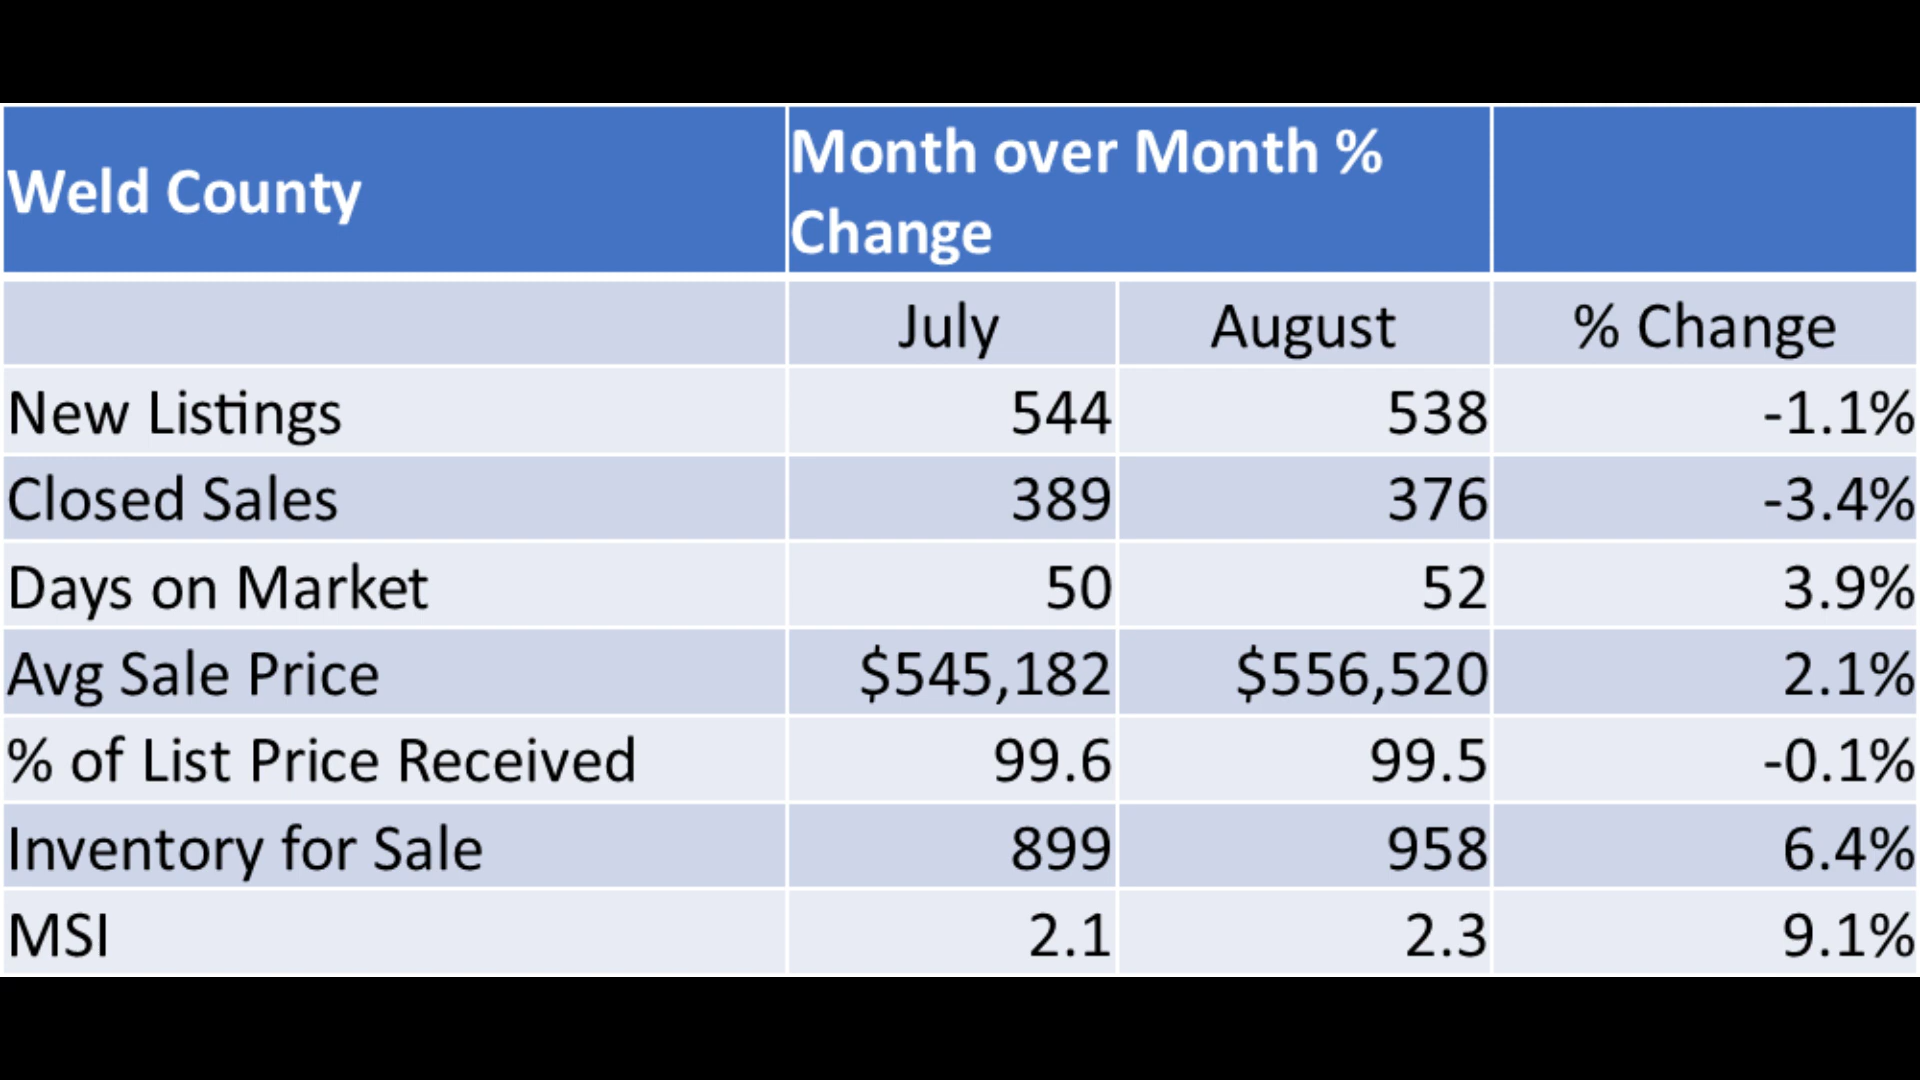 Weld County
Month over Month %
Change
July August % Change
New Listings 544 538 -1.1%
Closed Sales 389 376 -3.4%
Days on Market 50 52 3.9%
Avg Sale Price $545,182 $556,520 2.1%
% of List Price Received 99.6 99.5 -0.1%
Inventory for Sale 899 958 6.4%
MSI 2.1 2.3 9.1%